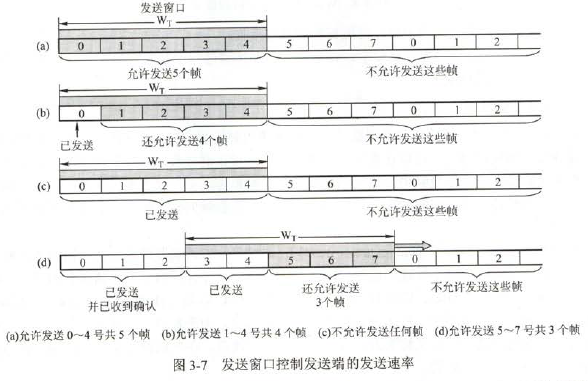 发送窗口
W_T
(a) 0 1 2 3 4 5 6 7 0 1 2
允许发送5个帧 不允许发送这些帧
W_T
(b) 0 1 2 3 4 5 6 7 0 1 2
已发送 还允许发送4个帧 不允许发送这些帧
W_T
(c) 0 1 2 3 4 5 6 7 0 1 2
已发送 不允许发送这些帧
W_T
(d) 0 1 2 3 4 5 6 7 0 1 2
已发送 已发送 还允许发送 不允许发送这些帧
并已收到确认 3个帧
(a)允许发送 0～4 号共 5 个帧 (b)允许发送 1～4 号共 4 个帧 (c)不允许发送任何帧 (d)允许发送 5～7 号共 3 个帧
图 3-7 发送窗口控制发送端的发送速率